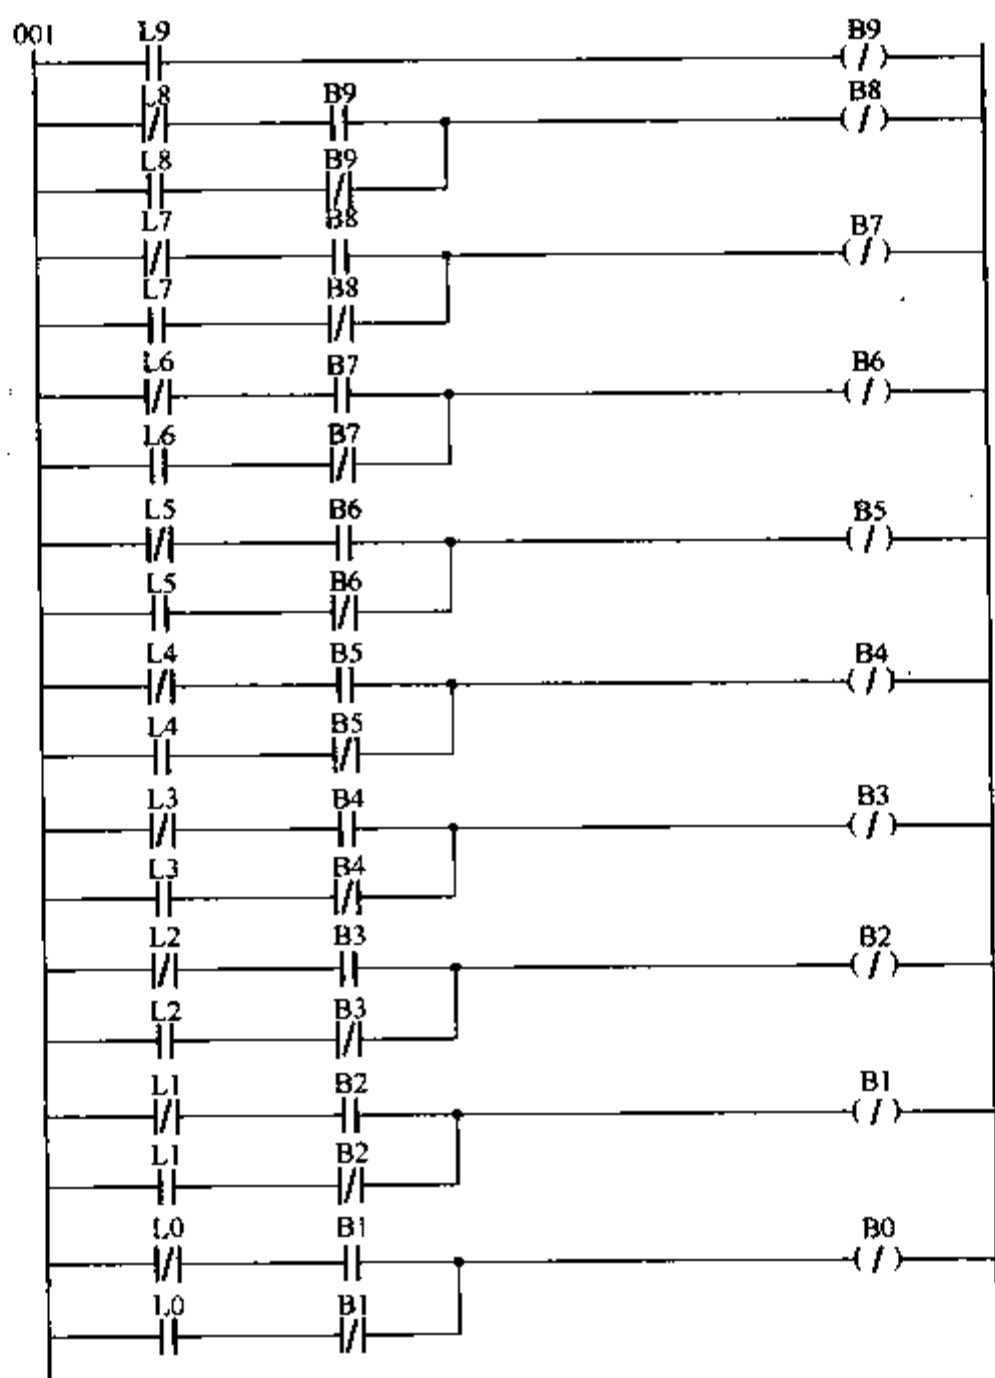 001 L9 B9
L8 B9 B8
L8 B9
L7 B8 B7
L7 B8
L6 B7 B6
L6 B7
L5 B6 B5
L5 B6
L4 B5 B4
L4 B5
L3 B4 B3
L3 B4
L2 B3 B2
L2 B3
L1 B2 B1
L1 B2
L0 B1 B0
L0 B1